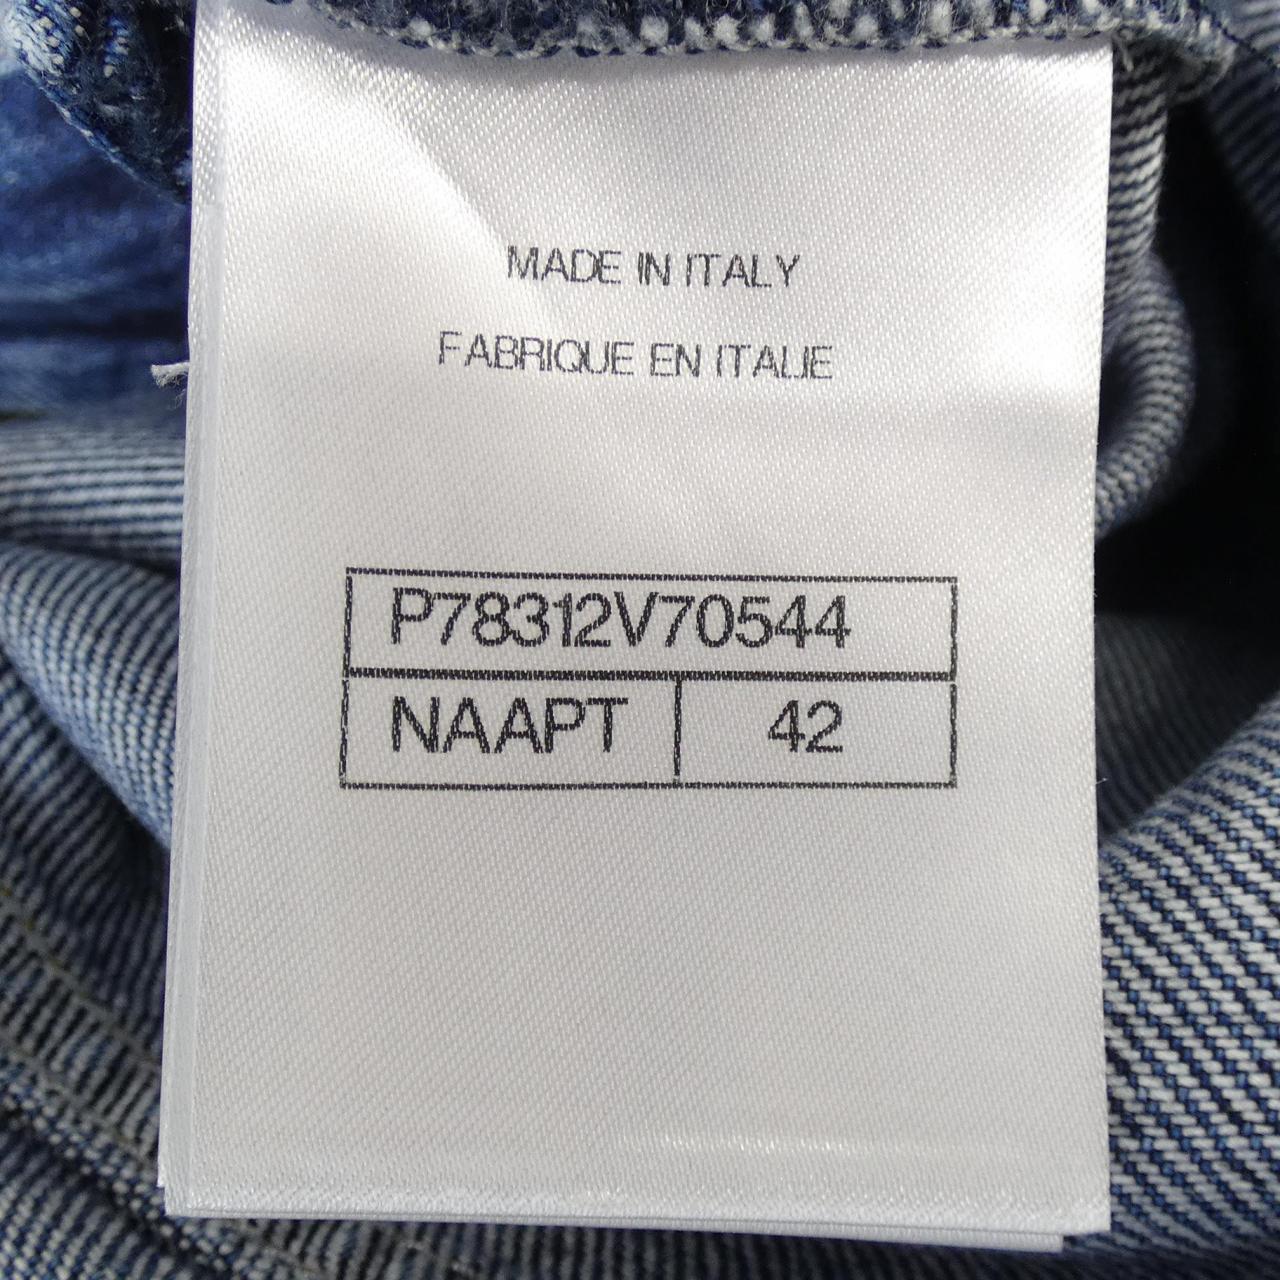 MADE IN ITALY
FABRIQUE EN ITALIE
P78312V70544
NAAPT 42